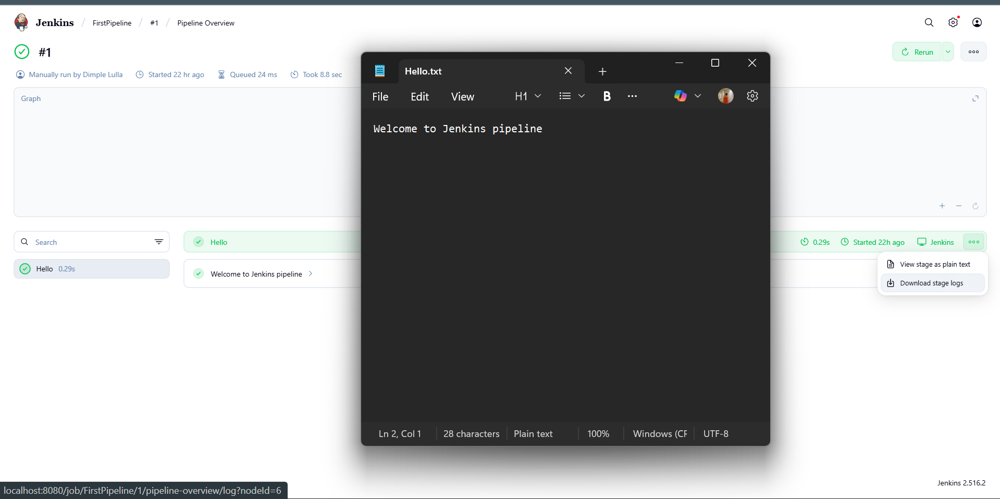 Jenkins / FirstPipeline / #1 / Pipeline Overview
#1
Rerun
Manually run by Dimple Lulla Started 22 hr ago Queued 24 ms Took 8.8 sec
Graph
Hello.txt
File Edit View H1 B
Welcome to Jenkins pipeline
Ln 2, Col 1 28 characters Plain text 100% Windows (CF UTF-8
Search
Hello 0.29s
Hello
0.29s Started 22h ago Jenkins
Welcome to Jenkins pipeline
View stage as plain text
Download stage logs
Jenkins 2.516.2
localhost:8080/job/FirstPipeline/1/pipeline-overview/log?nodeId=6